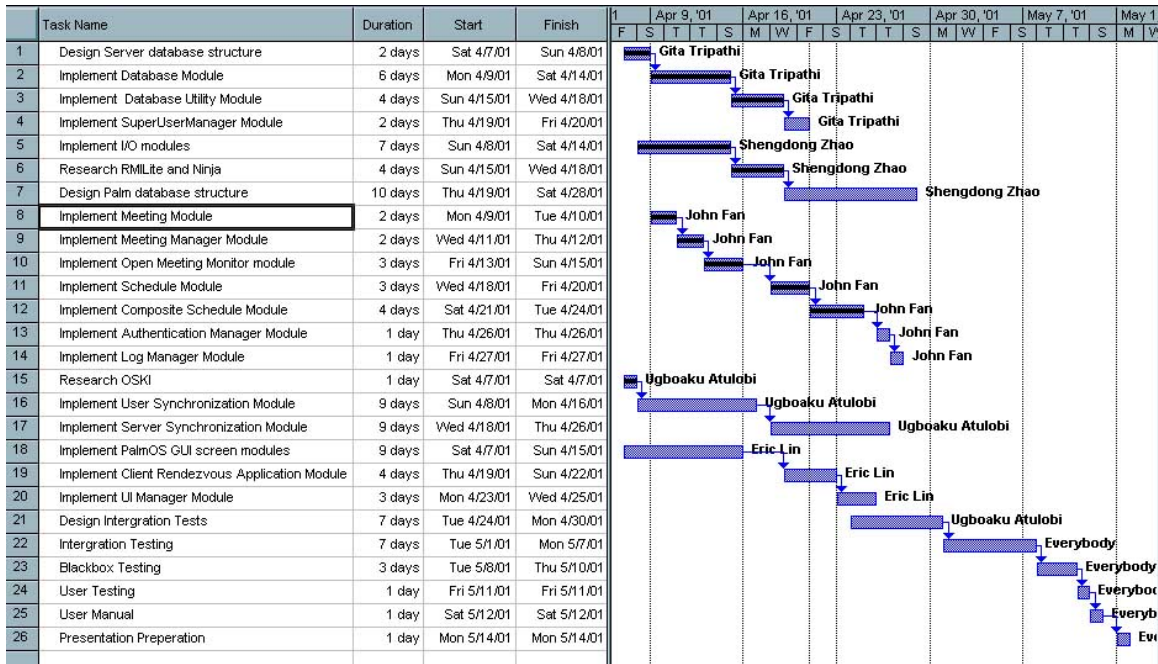 Task Name Duration Start Finish 1 Apr 9, '01 Apr 16, '01 Apr 23, '01 Apr 30, '01 May 7, '01 May 1
F S T T S M W F S T T S M W F S T T S M W
1 Design Server database structure 2 days Sat 4/7/01 Sun 4/8/01 Gita Tripathi
2 Implement Database Module 6 days Mon 4/9/01 Sat 4/14/01 Gita Tripathi
3 Implement Database Utility Module 4 days Sun 4/15/01 Wed 4/18/01 Gita Tripathi
4 Implement SuperUserManager Module 2 days Thu 4/19/01 Fri 4/20/01 Gita Tripathi
5 Implement I/O modules 7 days Sun 4/8/01 Sat 4/14/01 Shengdong Zhao
6 Research RMILite and Ninja 4 days Sun 4/15/01 Wed 4/18/01 Shengdong Zhao
7 Design Palm database structure 10 days Thu 4/19/01 Sat 4/28/01 Shengdong Zhao
8 Implement Meeting Module 2 days Mon 4/9/01 Tue 4/10/01 John Fan
9 Implement Meeting Manager Module 2 days Wed 4/11/01 Thu 4/12/01 John Fan
10 Implement Open Meeting Monitor module 3 days Fri 4/13/01 Sun 4/15/01 John Fan
11 Implement Schedule Module 3 days Wed 4/18/01 Fri 4/20/01 John Fan
12 Implement Composite Schedule Module 4 days Sat 4/21/01 Tue 4/24/01 John Fan
13 Implement Authentication Manager Module 1 day Thu 4/26/01 Thu 4/26/01 John Fan
14 Implement Log Manager Module 1 day Fri 4/27/01 Fri 4/27/01 John Fan
15 Research OSKI 1 day Sat 4/7/01 Sat 4/7/01 Ugboaku Atulobi
16 Implement User Synchronization Module 9 days Sun 4/8/01 Mon 4/16/01 Ugboaku Atulobi
17 Implement Server Synchronization Module 9 days Wed 4/18/01 Thu 4/26/01 Ugboaku Atulobi
18 Implement PalmOS GUI screen modules 9 days Sat 4/7/01 Sun 4/15/01 Eric Lin
19 Implement Client Rendezvous Application Module 4 days Thu 4/19/01 Sun 4/22/01 Eric Lin
20 Implement UI Manager Module 3 days Mon 4/23/01 Wed 4/25/01 Eric Lin
21 Design Intergration Tests 7 days Tue 4/24/01 Mon 4/30/01 Ugboaku Atulobi
22 Intergration Testing 7 days Tue 5/1/01 Mon 5/7/01 Everybody
23 Blackbox Testing 3 days Tue 5/8/01 Thu 5/10/01 Everybody
24 User Testing 1 day Fri 5/11/01 Fri 5/11/01 Everyboc
25 User Manual 1 day Sat 5/12/01 Sat 5/12/01 Everyb
26 Presentation Preperation 1 day Mon 5/14/01 Mon 5/14/01 Eve